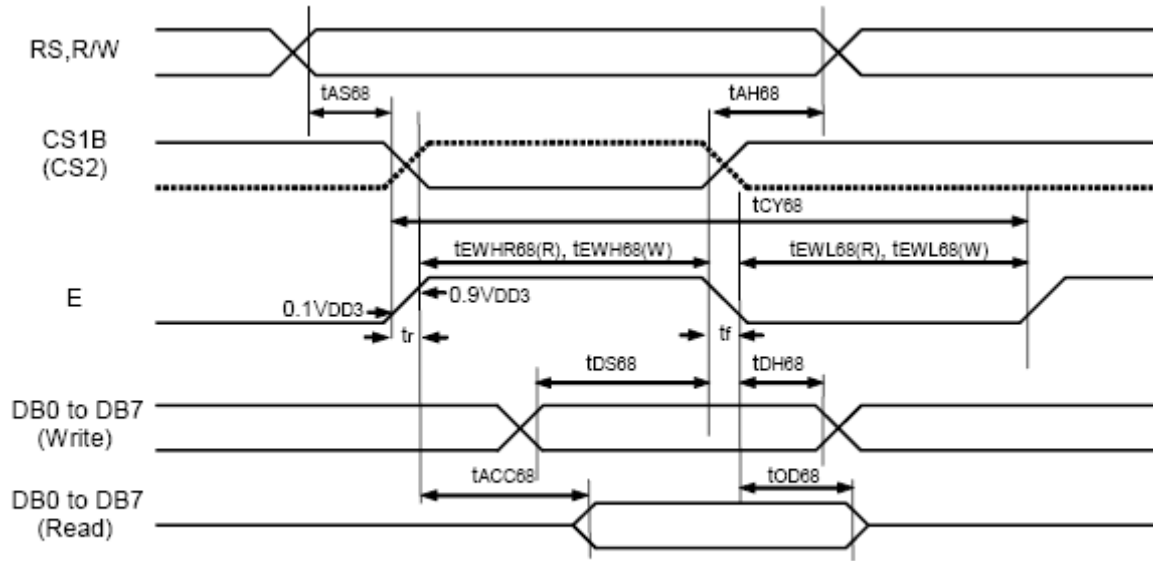 RS,R/W
tAS68
tAH68
CS1B
(CS2)
tCY68
tEWHR68(R), tEWH68(W)
tEWL68(R), tEWL68(W)
E
0.1VDD3
0.9VDD3
tr
tf
tDS68
tDH68
DB0 to DB7
(Write)
tACC68
tOD68
DB0 to DB7
(Read)